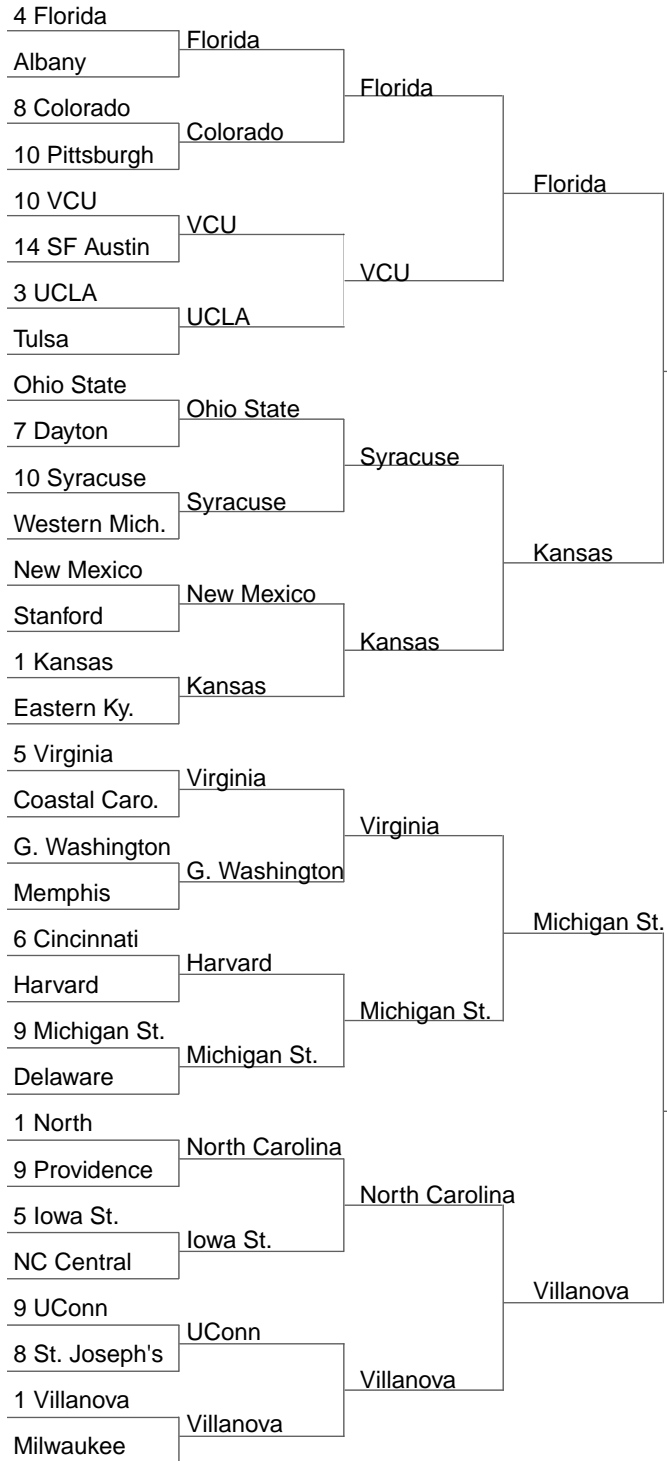 4 Florida
Albany
8 Colorado
10 Pittsburgh
10 VCU
14 SF Austin
3 UCLA
Tulsa
Ohio State
7 Dayton
10 Syracuse
Western Mich.
New Mexico
Stanford
1 Kansas
Eastern Ky.
5 Virginia
Coastal Caro.
G. Washington
Memphis
6 Cincinnati
Harvard
9 Michigan St.
Delaware
1 North
9 Providence
5 Iowa St.
NC Central
9 UConn
8 St. Joseph's
1 Villanova
Milwaukee
Florida
Colorado
VCU
UCLA
Ohio State
Syracuse
New Mexico
Kansas
Virginia
G. Washington
Harvard
Michigan St.
North Carolina
Iowa St.
UConn
Villanova
Florida
VCU
Syracuse
Kansas
Virginia
Michigan St.
North Carolina
Villanova
Florida
Kansas
Michigan St.
Villanova